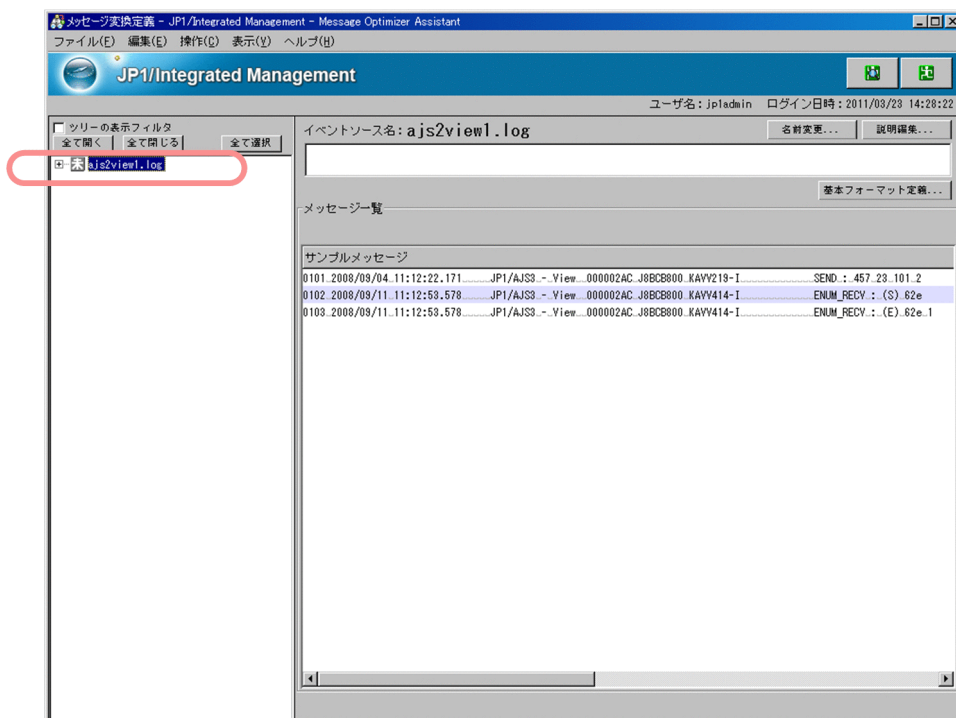 メッセージ変換定義 - JP1/Integrated Management - Message Optimizer Assistant
ファイル(F) 編集(E) 操作(C) 表示(V) ヘルプ(H)
JP1/Integrated Management
ユーザ名：jp1admin ログイン日時：2011/03/23 14:28:22
ツリーの表示フィルタ
全て開く 全て閉じる 全て選択
未 ajs2view1.log
イベントソース名：ajs2view1.log
名前変更... 説明編集...
基本フォーマット定義...
メッセージ一覧
サンプルメッセージ
0101 2008/09/04 11:12:22.171 JP1/AJS3 - View 000002AC J8BCB800 KAVV219-I SEND : 457 23 101 2
0102 2008/09/11 11:12:53.578 JP1/AJS3 - View 000002AC J8BCB800 KAVV414-I ENUM_RECV : (S) 62e
0103 2008/09/11 11:12:53.578 JP1/AJS3 - View 000002AC J8BCB800 KAVV414-I ENUM_RECV : (E) 62e 1